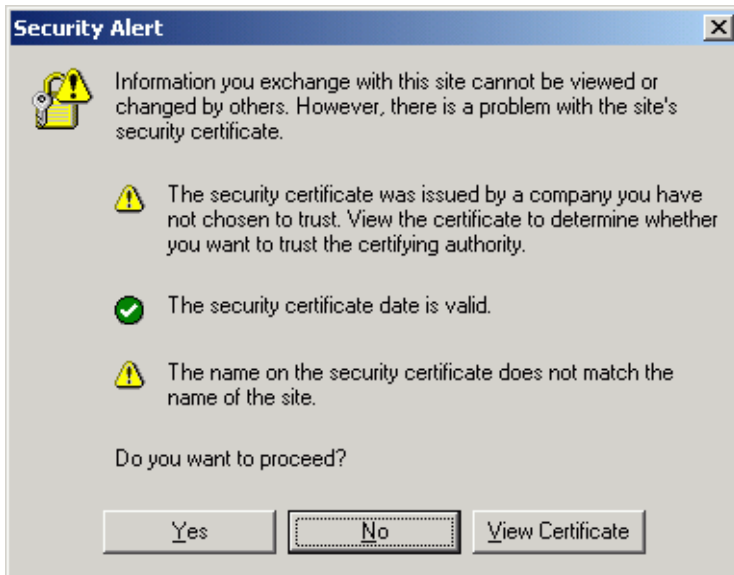 Security Alert
Information you exchange with this site cannot be viewed or
changed by others. However, there is a problem with the site's
security certificate.
The security certificate was issued by a company you have
not chosen to trust. View the certificate to determine whether
you want to trust the certifying authority.
The security certificate date is valid.
The name on the security certificate does not match the
name of the site.
Do you want to proceed?
Yes No View Certificate